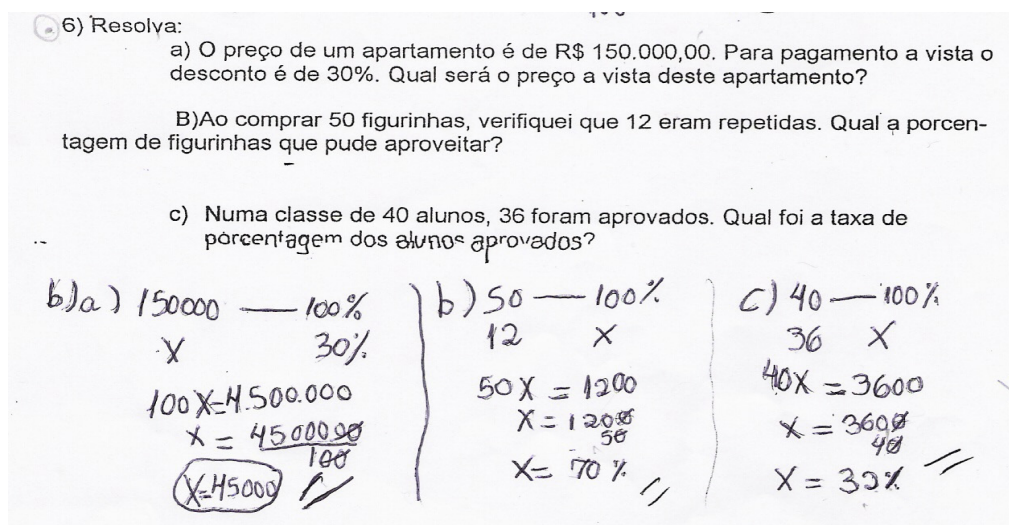 6) Resolva:
a) O preço de um apartamento é de R$ 150.000,00. Para pagamento a vista o
desconto é de 30%. Qual será o preço a vista deste apartamento?
B)Ao comprar 50 figurinhas, verifiquei que 12 eram repetidas. Qual a porcen-
tagem de figurinhas que pude aproveitar?
c) Numa classe de 40 alunos, 36 foram aprovados. Qual foi a taxa de
porcentagem dos alunos aprovados?
6)a) 150000 — 100%
X 30%
100X=4.500.000
X = 4500000
100
X=45000
b) 50 — 100%
12 X
50X = 1200
X = 1200
50
X= 70%
C) 40 — 100%
36 X
40X = 3600
X = 3600
40
X =